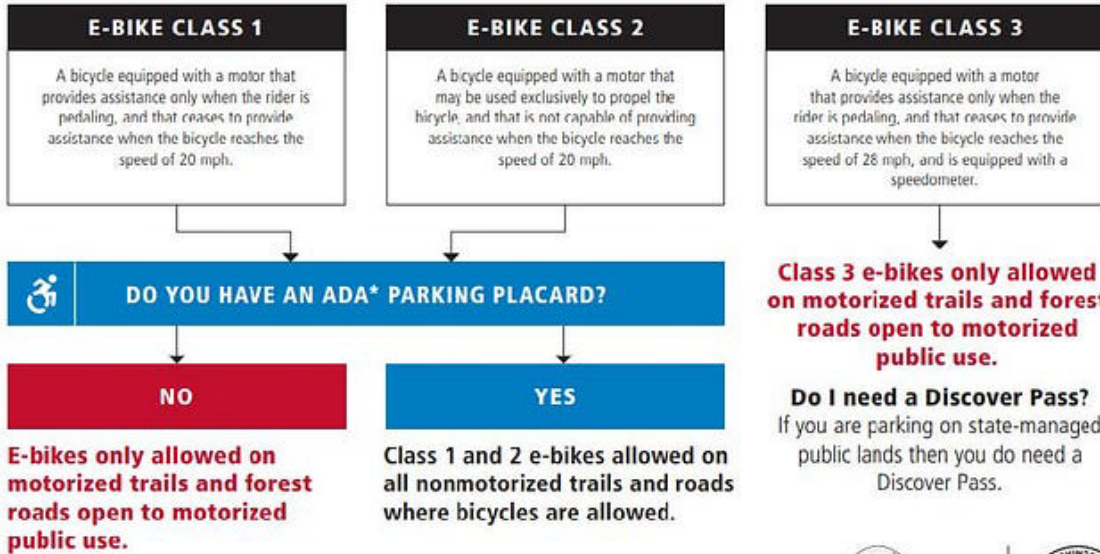 E-BIKE CLASS 1
A bicycle equipped with a motor that
provides assistance only when the rider is
pedaling, and that ceases to provide
assistance when the bicycle reaches the
speed of 20 mph.
E-BIKE CLASS 2
A bicycle equipped with a motor that
may be used exclusively to propel the
bicycle, and that is not capable of providing
assistance when the bicycle reaches the
speed of 20 mph.
E-BIKE CLASS 3
A bicycle equipped with a motor
that provides assistance only when the
rider is pedaling, and that ceases to provide
assistance when the bicycle reaches the
speed of 28 mph, and is equipped with a
speedometer.
DO YOU HAVE AN ADA* PARKING PLACARD?
NO
E-bikes only allowed on
motorized trails and forest
roads open to motorized
public use.
YES
Class 1 and 2 e-bikes allowed on
all nonmotorized trails and roads
where bicycles are allowed.
Class 3 e-bikes only allowed
on motorized trails and forest
roads open to motorized
public use.
Do I need a Discover Pass?
If you are parking on state-managed
public lands then you do need a
Discover Pass.